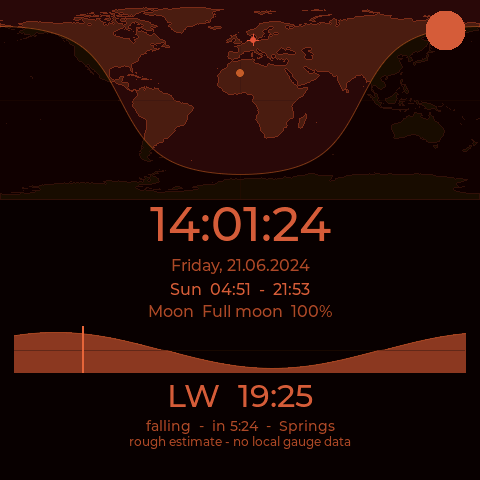 14:01:24
Friday, 21.06.2024
Sun 04:51 - 21:53
Moon Full moon 100%
LW 19:25
falling - in 5:24 - Springs
rough estimate - no local gauge data